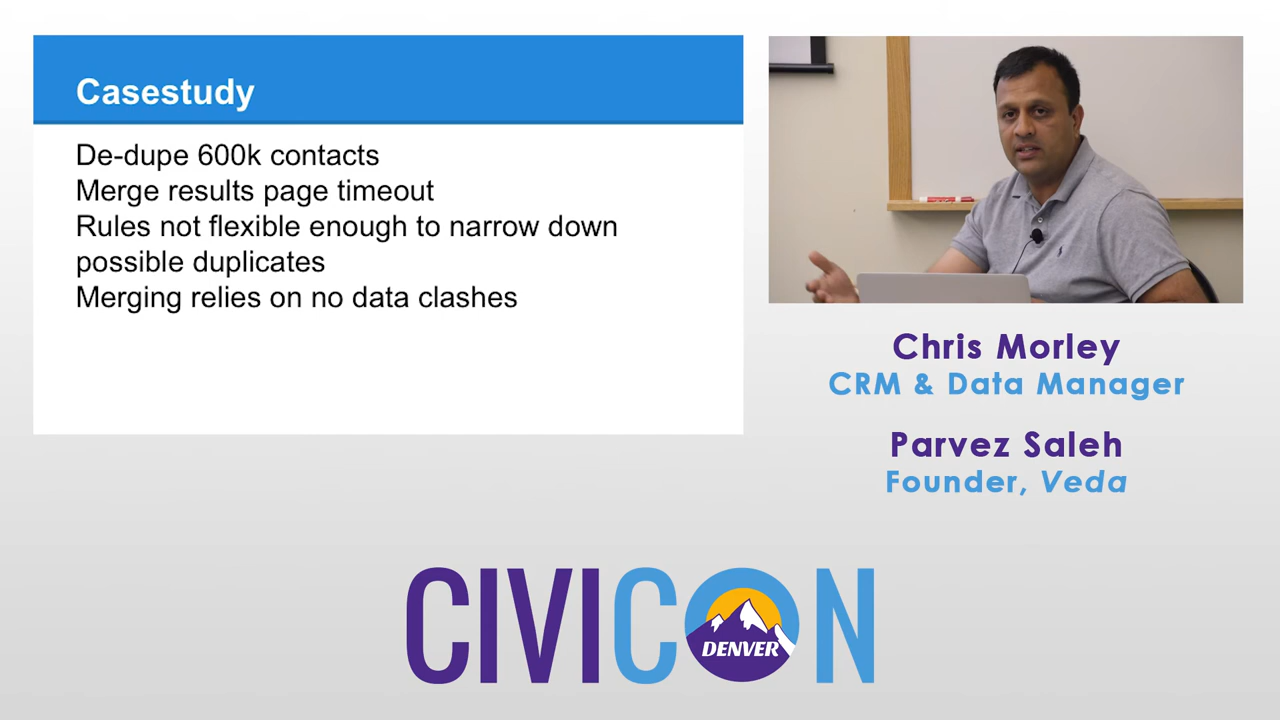 Casestudy
De-dupe 600k contacts
Merge results page timeout
Rules not flexible enough to narrow down
possible duplicates
Merging relies on no data clashes
Chris Morley
CRM & Data Manager
Parvez Saleh
Founder, Veda
CIVICON
DENVER